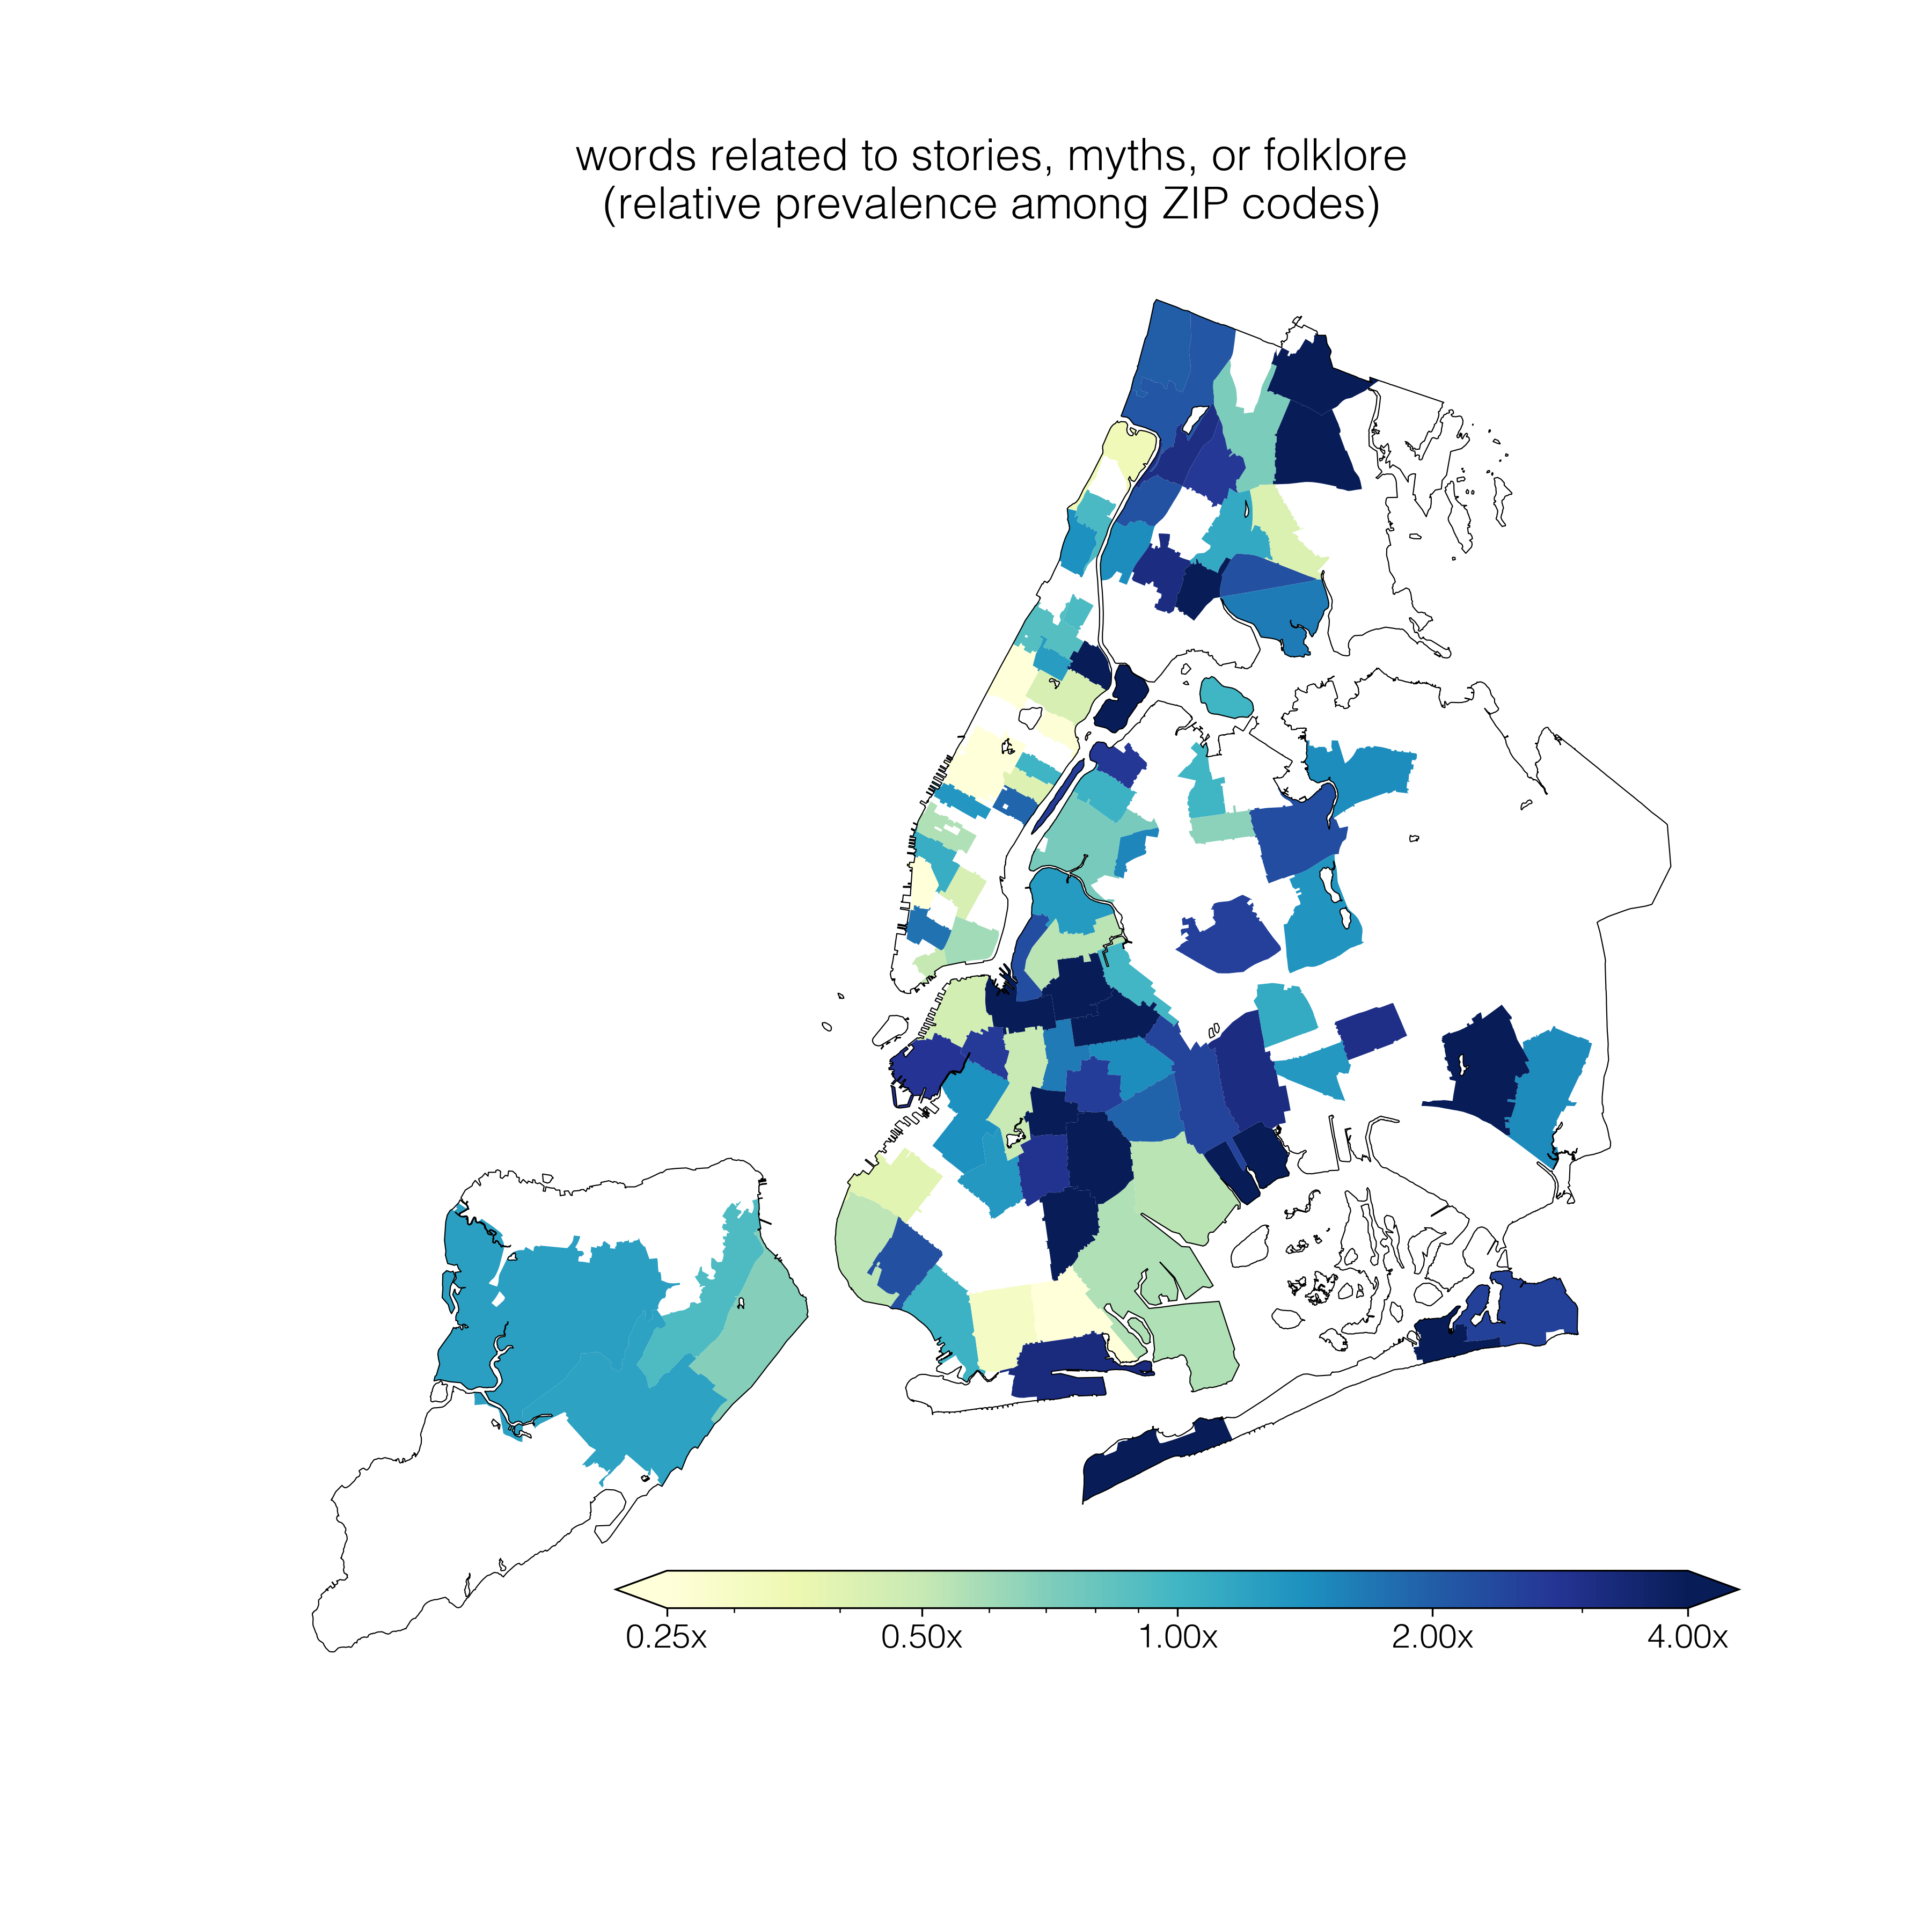 words related to stories, myths, or folklore
(relative prevalence among ZIP codes)
0.25x 0.50x 1.00x 2.00x 4.00x